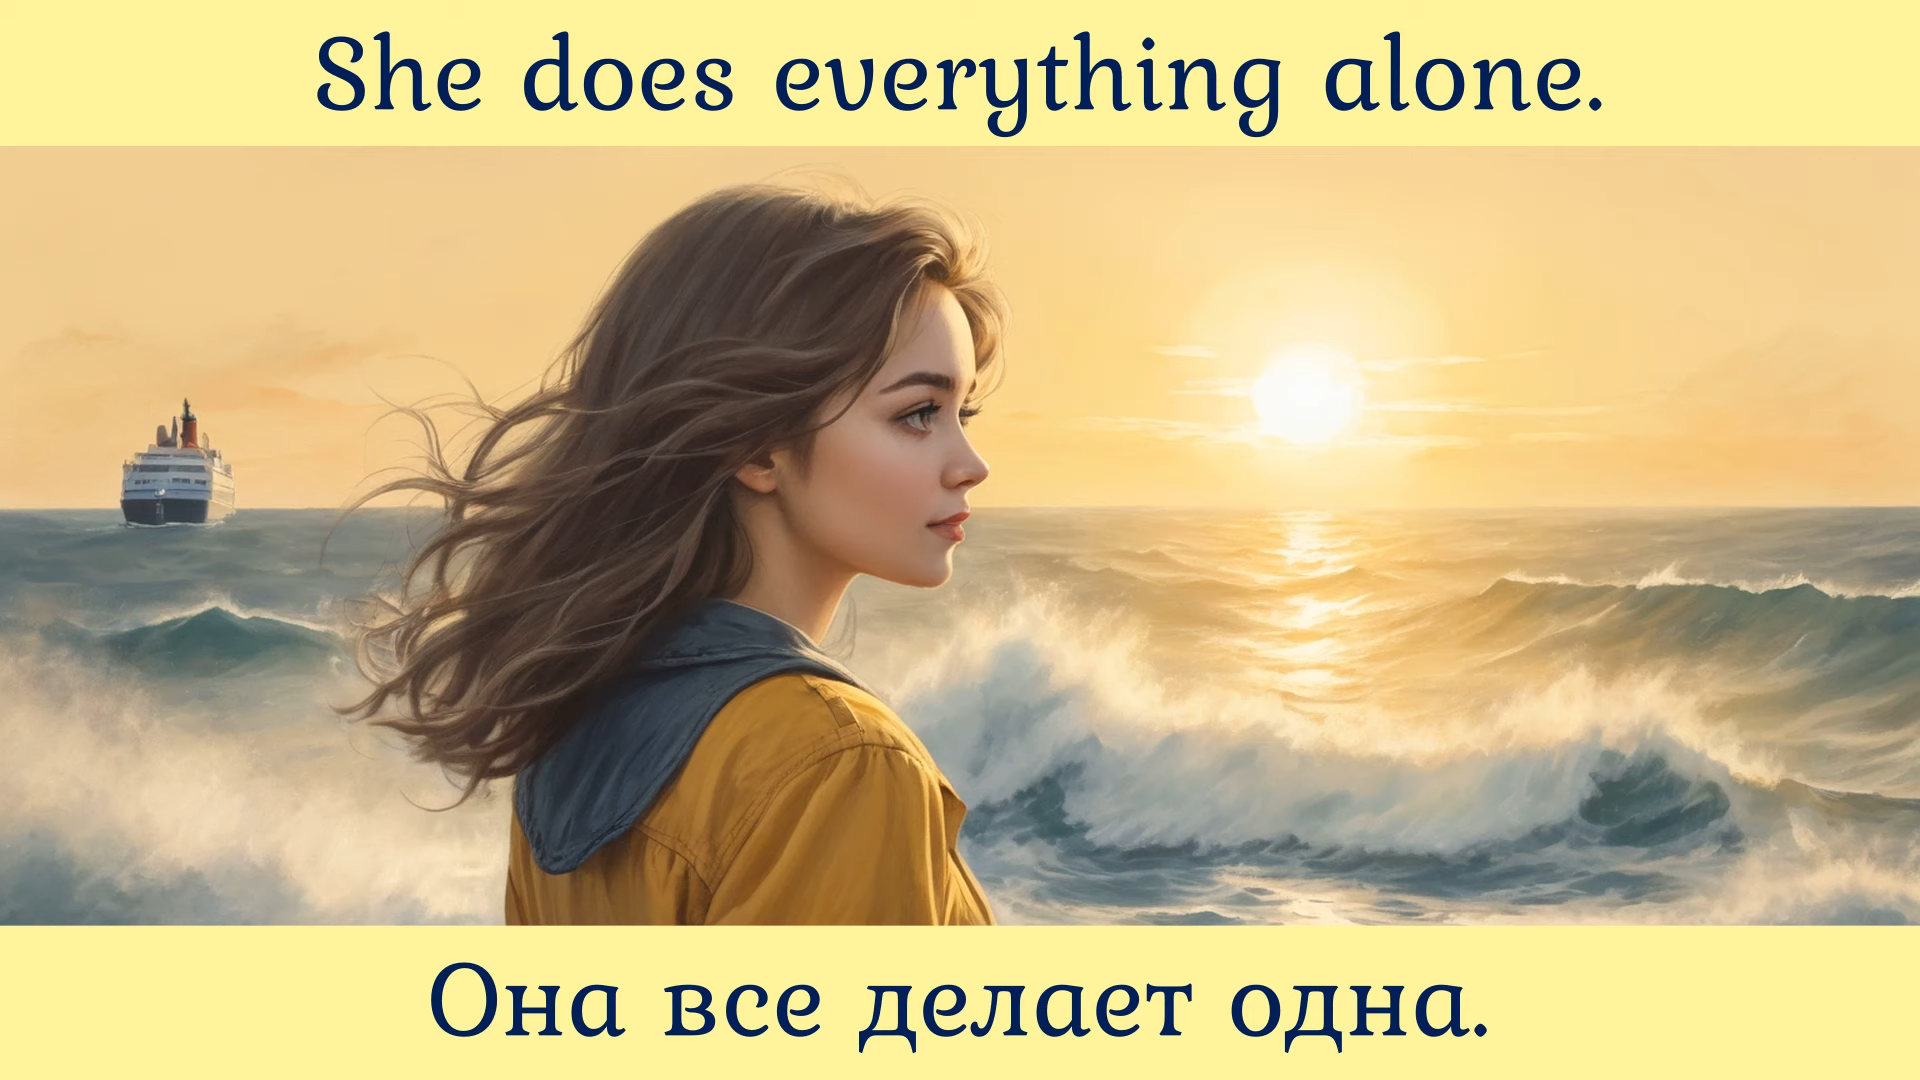 She does everything alone.
Она все делает одна.